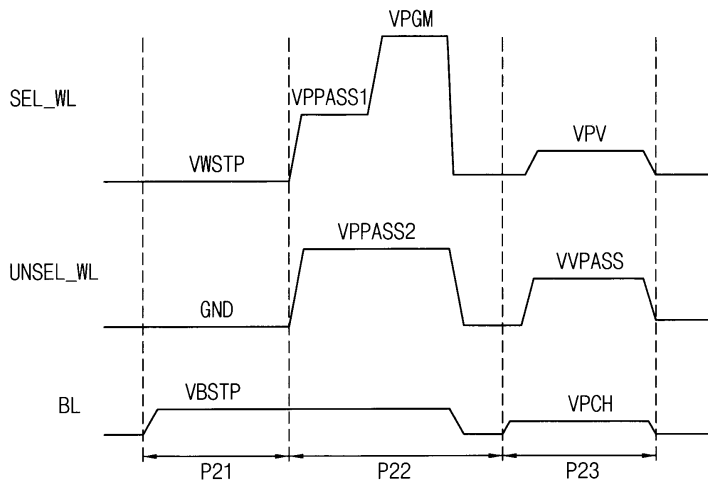 VPGM
SEL_WL
VPPASS1
VWSTP
VPV
VPPASS2
UNSEL_WL
VVPASS
GND
VBSTP
BL
VPCH
P21
P22
P23